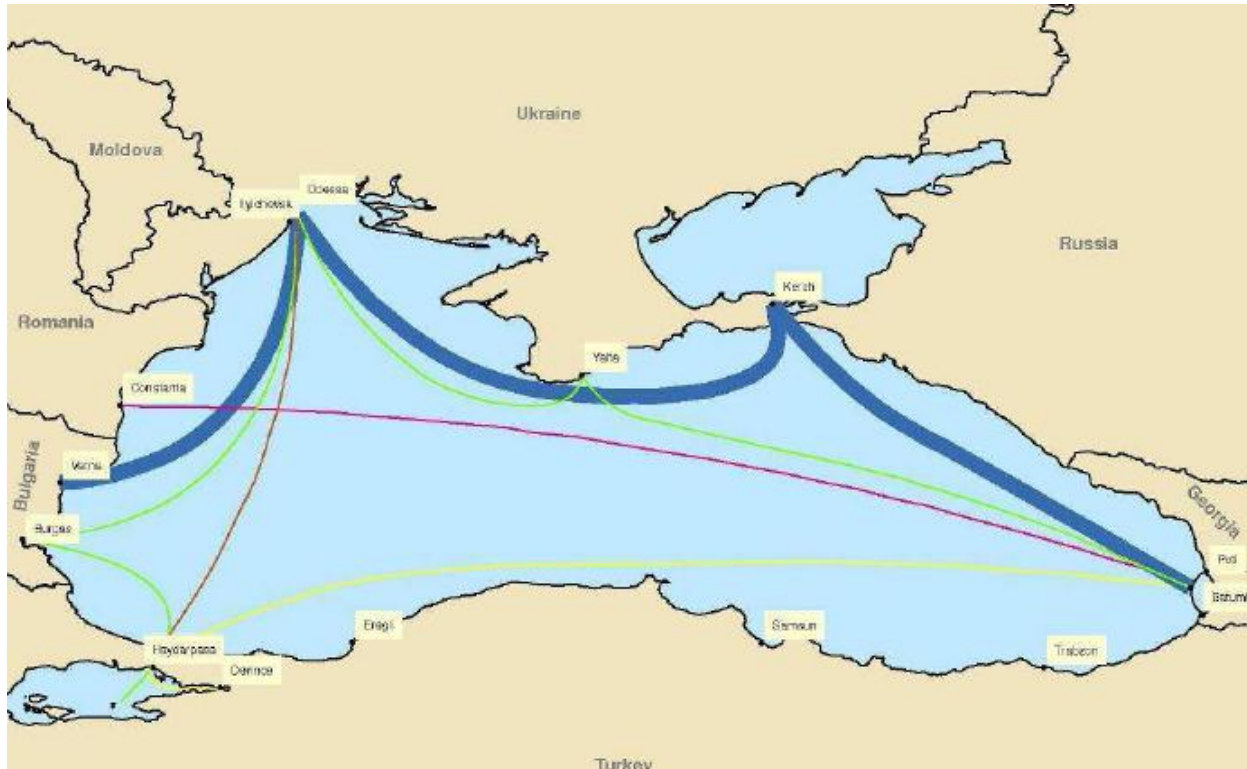 Ukraine
Moldova
Odessa
Ilyichevsk
Russia
Kerch
Romania
Yalta
Constanta
Varna
Bulgaria
Georgia
Burgas
Poti
Batumi
Eregli
Samsun
Haydarpasa
Trabzon
Derince
Turkey